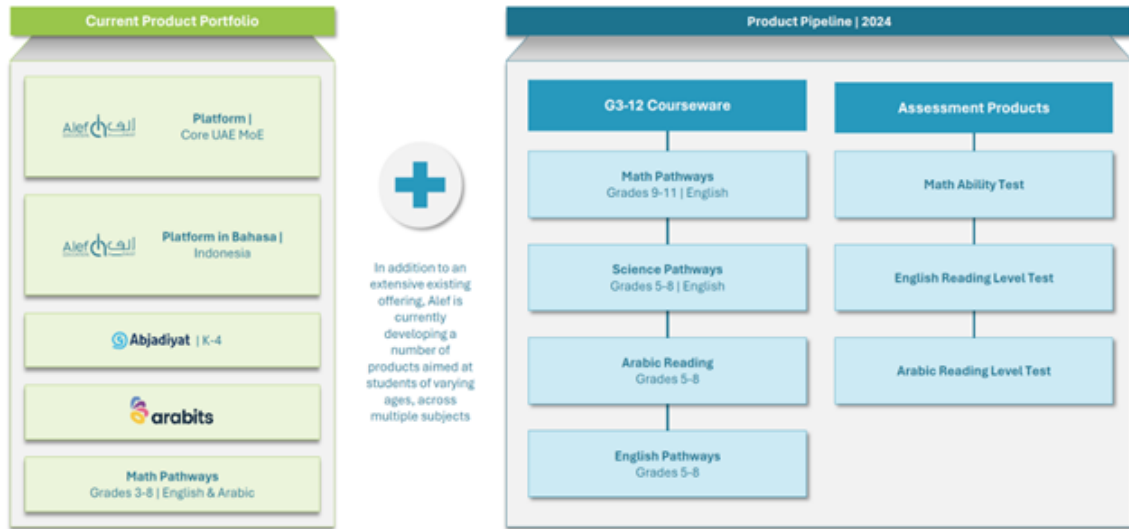 Current Product Portfolio
Alef ألف
Platform |
Core UAE MoE
Alef ألف
Platform in Bahasa |
Indonesia
Abjadiyat | K-4
arabits
Math Pathways
Grades 3-8 | English & Arabic
In addition to an
extensive existing
offering, Alef is
currently
developing a
number of
products aimed at
students of varying
ages, across
multiple subjects
Product Pipeline | 2024
G3-12 Courseware
Math Pathways
Grades 9-11 | English
Science Pathways
Grades 5-8 | English
Arabic Reading
Grades 5-8
English Pathways
Grades 5-8
Assessment Products
Math Ability Test
English Reading Level Test
Arabic Reading Level Test